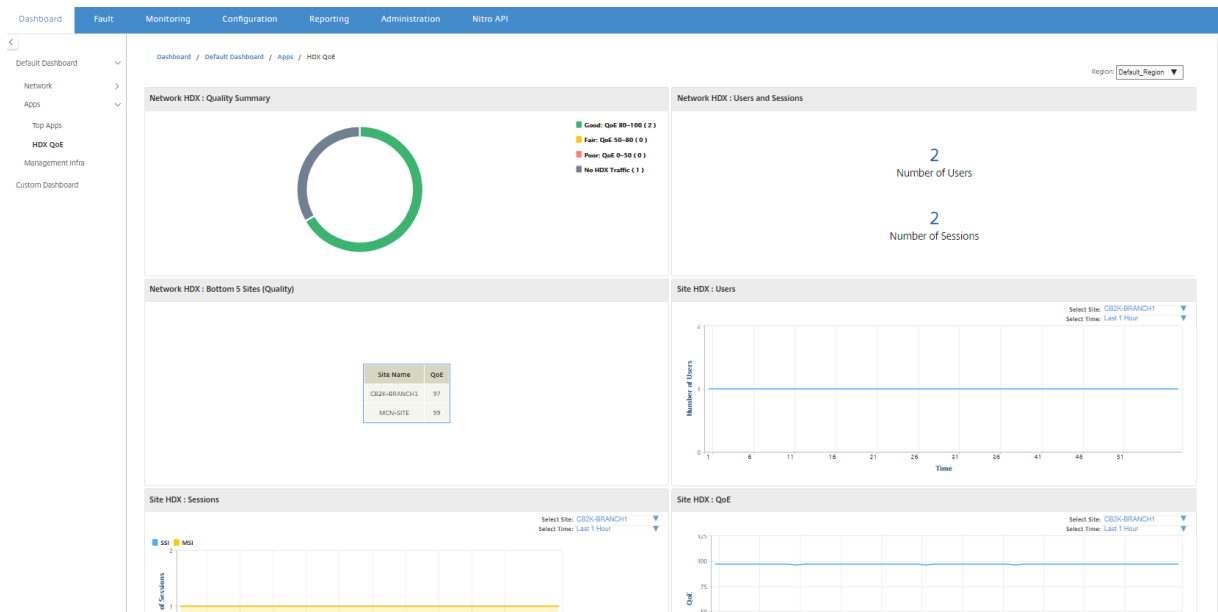 Dashboard Fault Monitoring Configuration Reporting Administration Nitro API
Default Dashboard
Network
Apps
Top Apps
HDX QoE
Management Infra
Custom Dashboard
Dashboard / Default Dashboard / Apps / HDX QoE
Region: Default_Region
Network HDX : Quality Summary
Good: QoE 80-100 ( 2 )
Fair: QoE 50-80 ( 0 )
Poor: QoE 0-50 ( 0 )
No HDX Traffic ( 1 )
Network HDX : Users and Sessions
2
Number of Users
2
Number of Sessions
Network HDX : Bottom 5 Sites (Quality)
Site Name QoE
CB2K-BRANCH1 97
MCN-SITE 99
Site HDX : Users
Select Site: CB2K-BRANCH1
Select Time: Last 1 Hour
2
1
0
Number of Users
1 6 11 16 21 26 31 36 41 46 51
Time
Site HDX : Sessions
Select Site: CB2K-BRANCH1
Select Time: Last 1 Hour
SSI MSI
2
1
of Sessions
Site HDX : QoE
Select Site: CB2K-BRANCH1
Select Time: Last 1 Hour
125
100
75
50
QoE